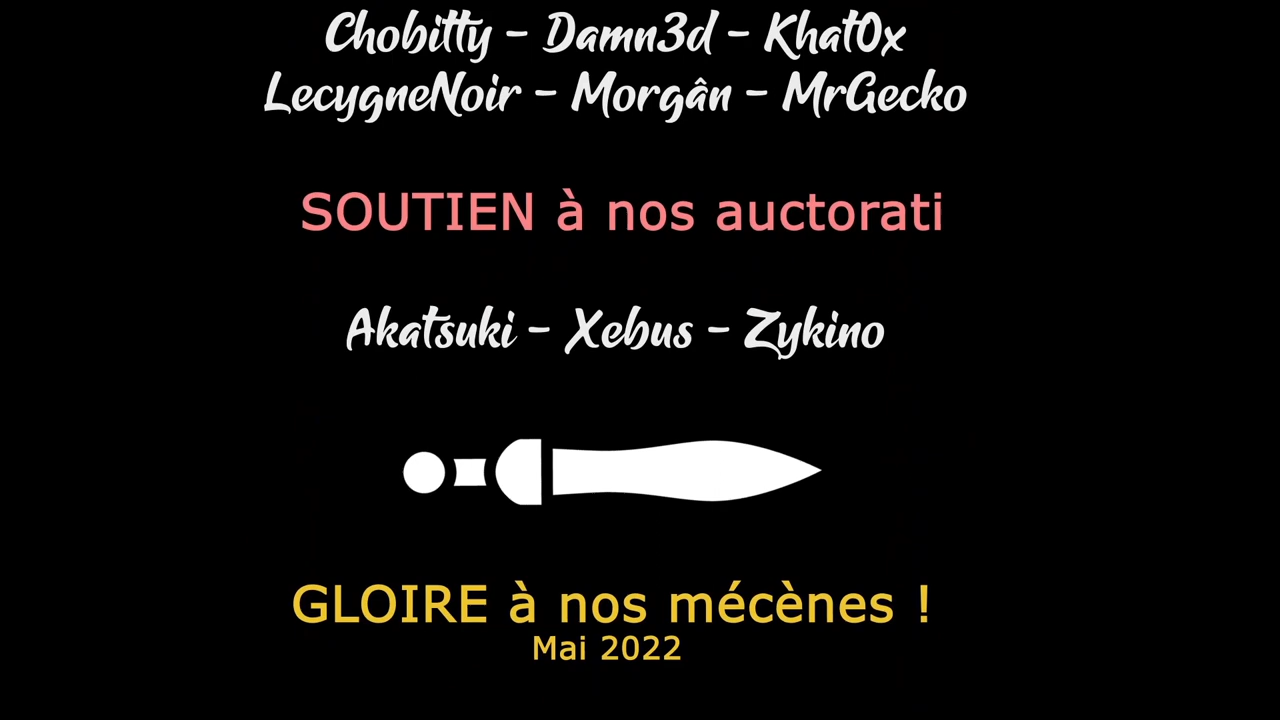 Chobitty - Damn3d - Khat0x
LecygneNoir - Morgân - MrGecko
SOUTIEN à nos auctorati
Akatsuki - Xebus - Zykino
GLOIRE à nos mécènes !
Mai 2022